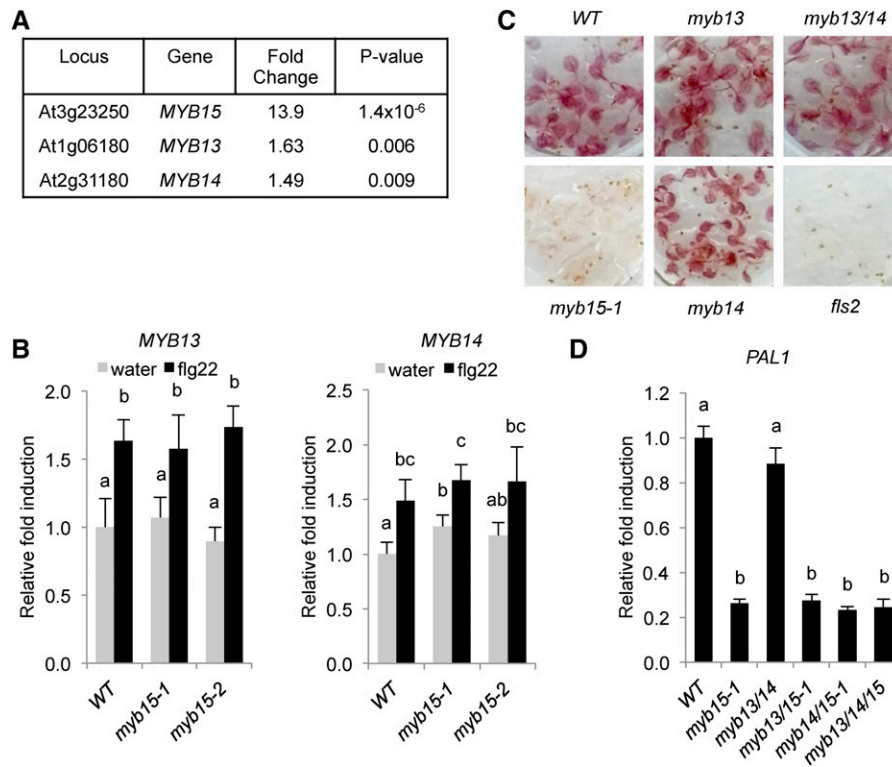 A
Locus Gene Fold Change P-value
At3g23250 MYB15 13.9 1.4x10-6
At1g06180 MYB13 1.63 0.006
At2g31180 MYB14 1.49 0.009
C
WT myb13 myb13/14
myb15-1 myb14 fls2
B
MYB13
water flg22
Relative fold induction
2.0
1.5
1.0
0.5
0.0
a b a b a b
WT myb15-1 myb15-2
MYB14
water flg22
Relative fold induction
2.5
2.0
1.5
1.0
0.5
0.0
a bc b c ab bc
WT myb15-1 myb15-2
D
PAL1
Relative fold induction
1.2
1.0
0.8
0.6
0.4
0.2
0.0
a b a b b b
WT myb15-1 myb13/14 myb13/15-1 myb14/15-1 myb13/14/15